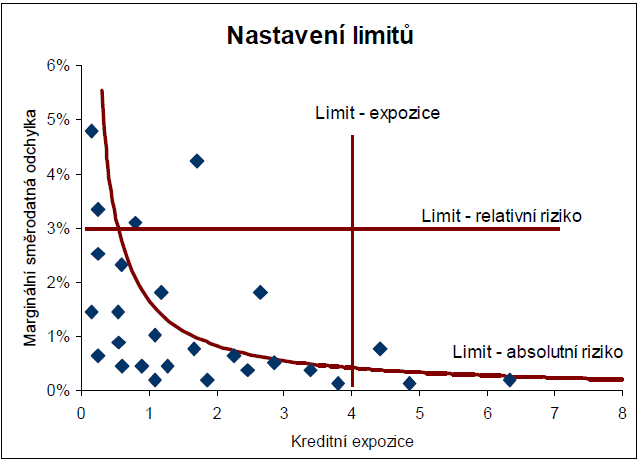 Nastavení limitů
6%
5%
4%
3%
2%
1%
0%
Marginální směrodatná odchylka
Limit - expozice
Limit - relativní riziko
Limit - absolutní riziko
0 1 2 3 4 5 6 7 8
Kreditní expozice